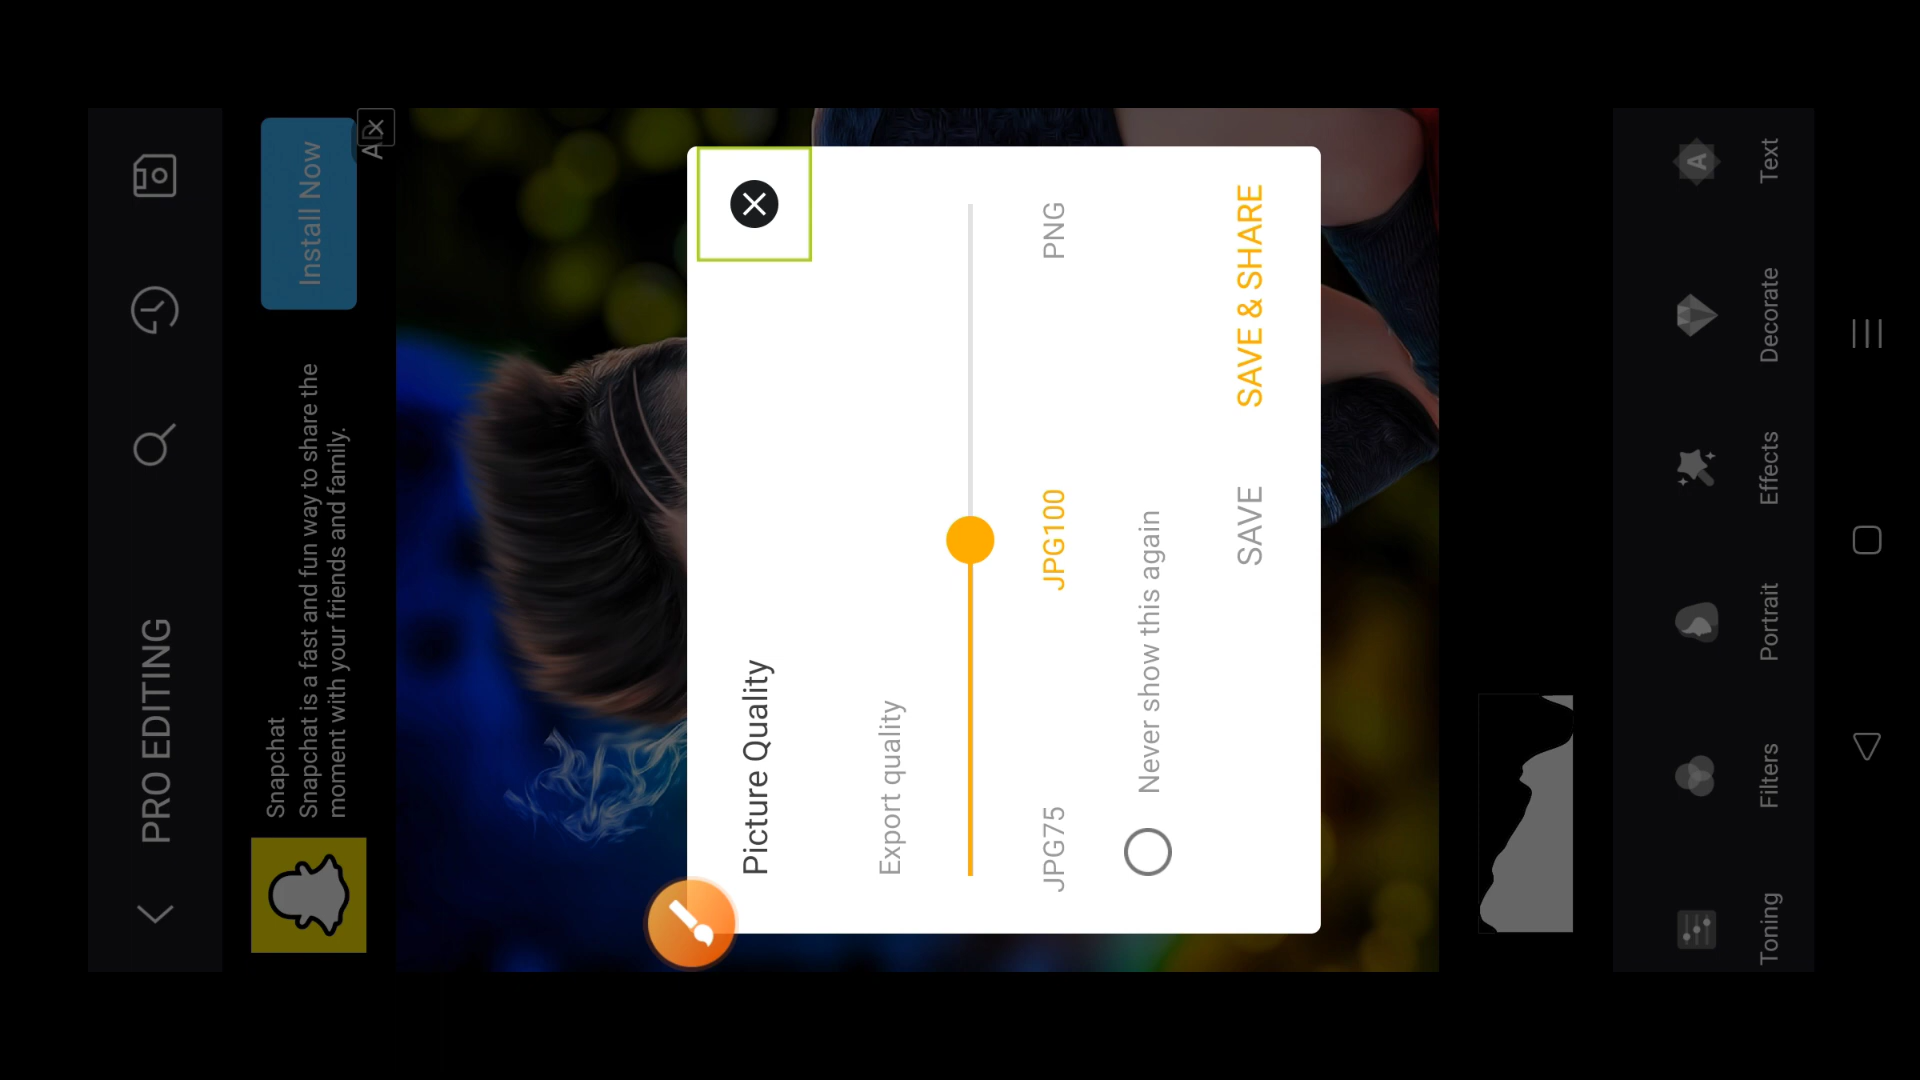 PRO EDITING
Snapchat
Snapchat is a fast and fun way to share the
moment with your friends and family.
Install Now
AD
Picture Quality
Export quality
JPG75
JPG100
PNG
Never show this again
SAVE
SAVE & SHARE
Toning
Filters
Portrait
Effects
Decorate
A
Text